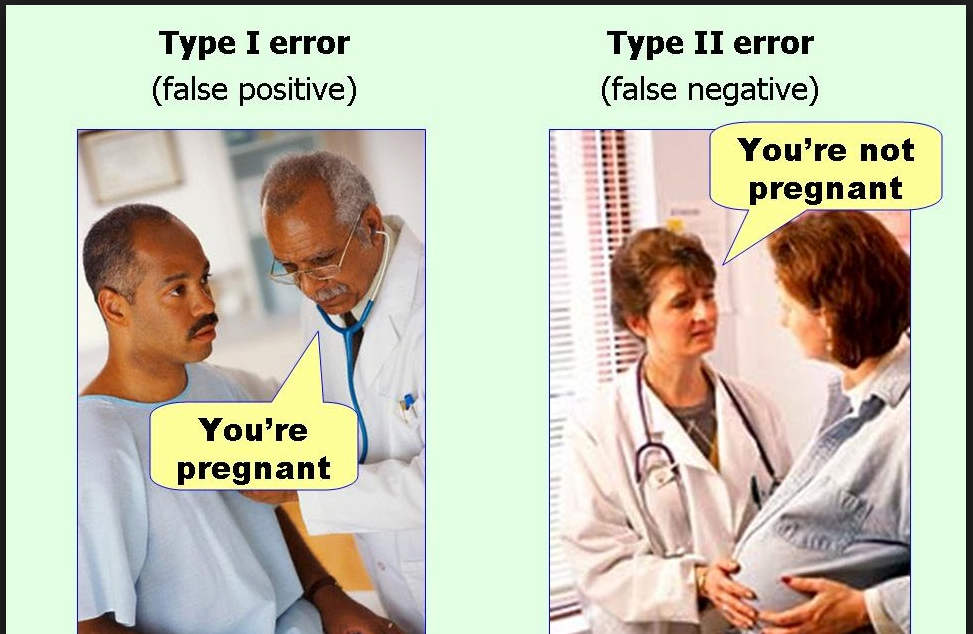 Type I error
(false positive)
You're
pregnant
Type II error
(false negative)
You're not
pregnant